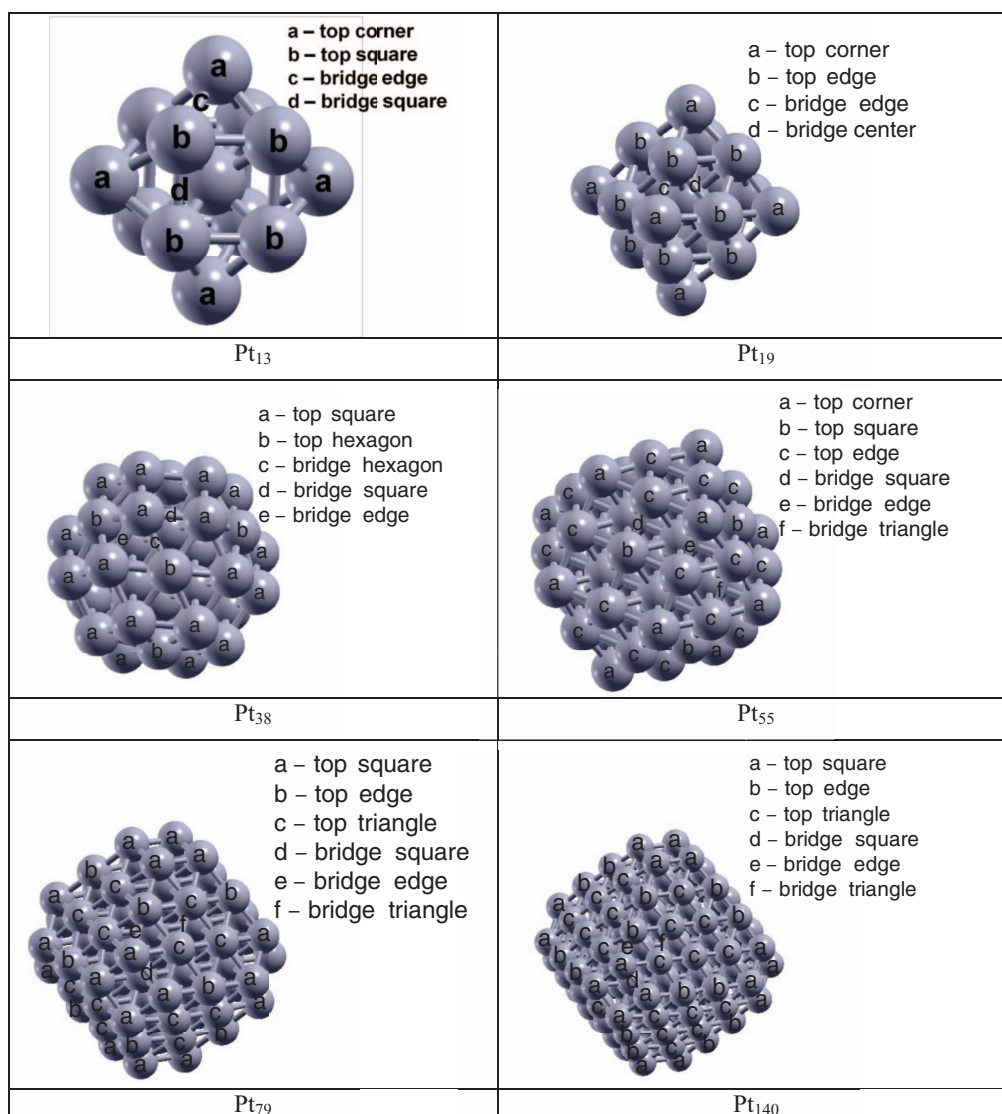 a – top corner
b – top square
c – bridge edge
d – bridge square
a
c
b b
a d a
b b
a
Pt13
a – top corner
b – top edge
c – bridge edge
d – bridge center
a
b b b
a c d
b a b a
b b b
a
Pt19
a – top square
b – top hexagon
c – bridge hexagon
d – bridge square
e – bridge edge
a a
a a
b a d a b
a e c a
a a b a
a
a a
a b a
a a
Pt38
a – top corner
b – top square
c – top edge
d – bridge square
e – bridge edge
f – bridge triangle
c a
a c
c c c
a c d a b a
c b e c
a c f c
c c a
c a c
c b a
a c
Pt55
a – top square
b – top edge
c – top triangle
d – bridge square
e – bridge edge
f – bridge triangle
a a
b a a
a c b
c b c
c e f c a
a a c c
b a a d
c a b a
b a c c
c b
a b c
a a
Pt79
a – top square
b – top edge
c – top triangle
d – bridge square
e – bridge edge
f – bridge triangle
a a
a a
b c b c b
a c b c
c b c b
a c e f c a
b a c c c
b a d a b b a
c a c c
b c c b
b c
a a
Pt140